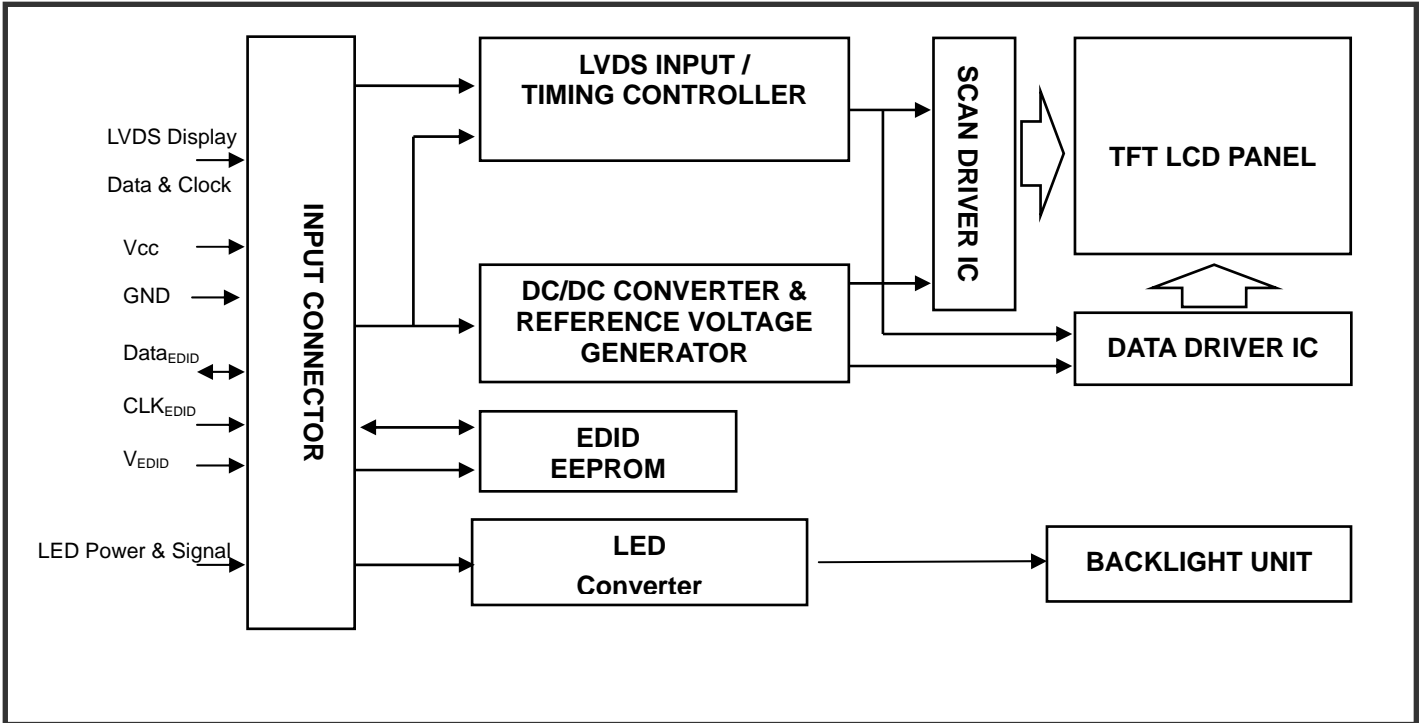 LVDS Display
Data & Clock
Vcc
GND
DataEDID
CLKEDID
VEDID
LED Power & Signal
INPUT CONNECTOR
LVDS INPUT /
TIMING CONTROLLER
DC/DC CONVERTER &
REFERENCE VOLTAGE
GENERATOR
EDID
EEPROM
LED
Converter
SCAN DRIVER IC
TFT LCD PANEL
DATA DRIVER IC
BACKLIGHT UNIT